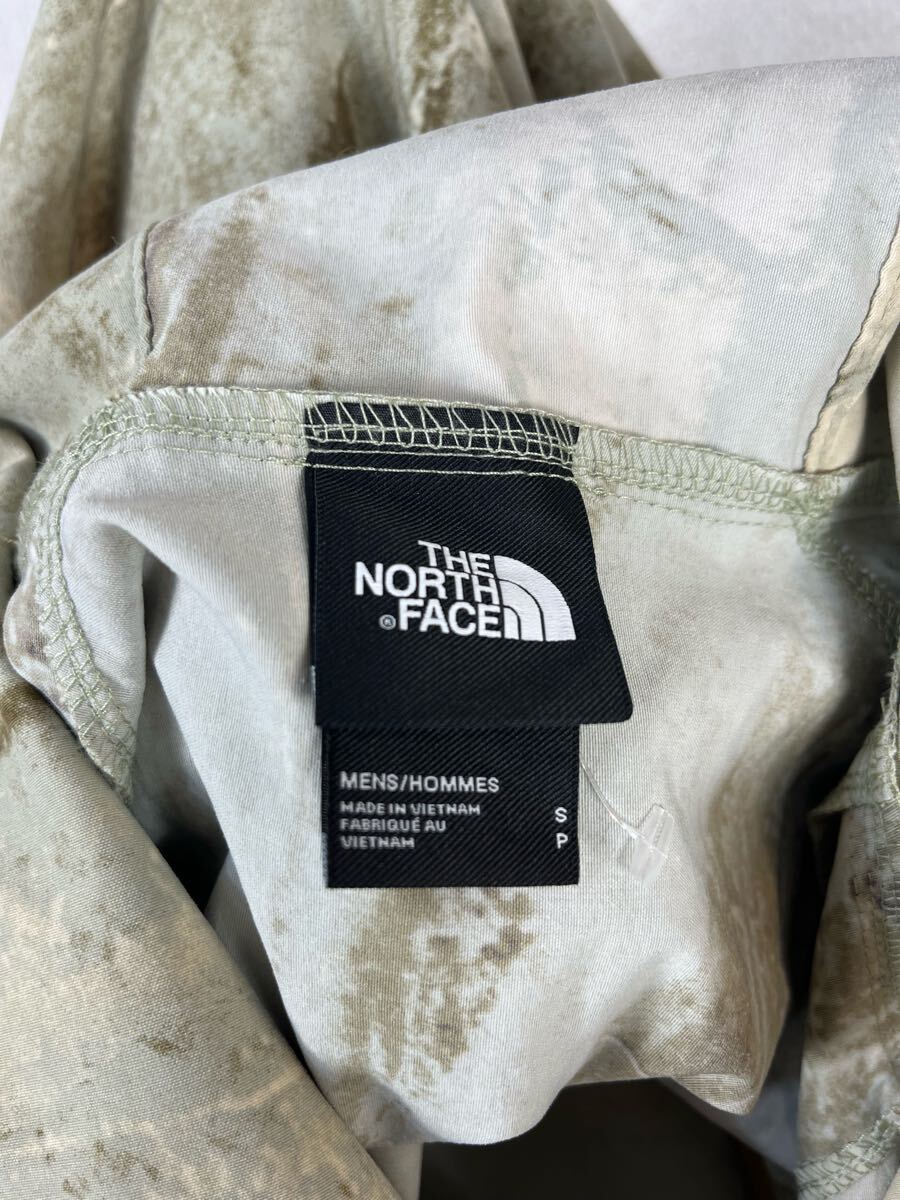 THE
NORTH
® FACE
MENS/HOMMES
MADE IN VIETNAM
FABRIQUÉ AU
VIETNAM
S
P